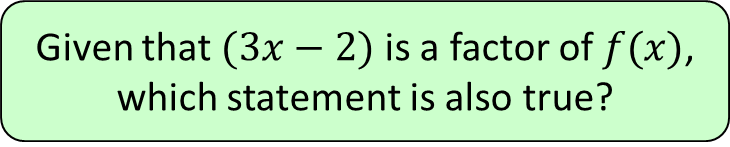 Given that (3𝑥 − 2) is a factor of 𝑓(𝑥),
which statement is also true?